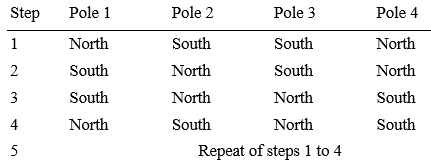 Step Pole 1 Pole 2 Pole 3 Pole 4
1 North South South North
2 South North South North
3 South North North South
4 North South North South
5 Repeat of steps 1 to 4